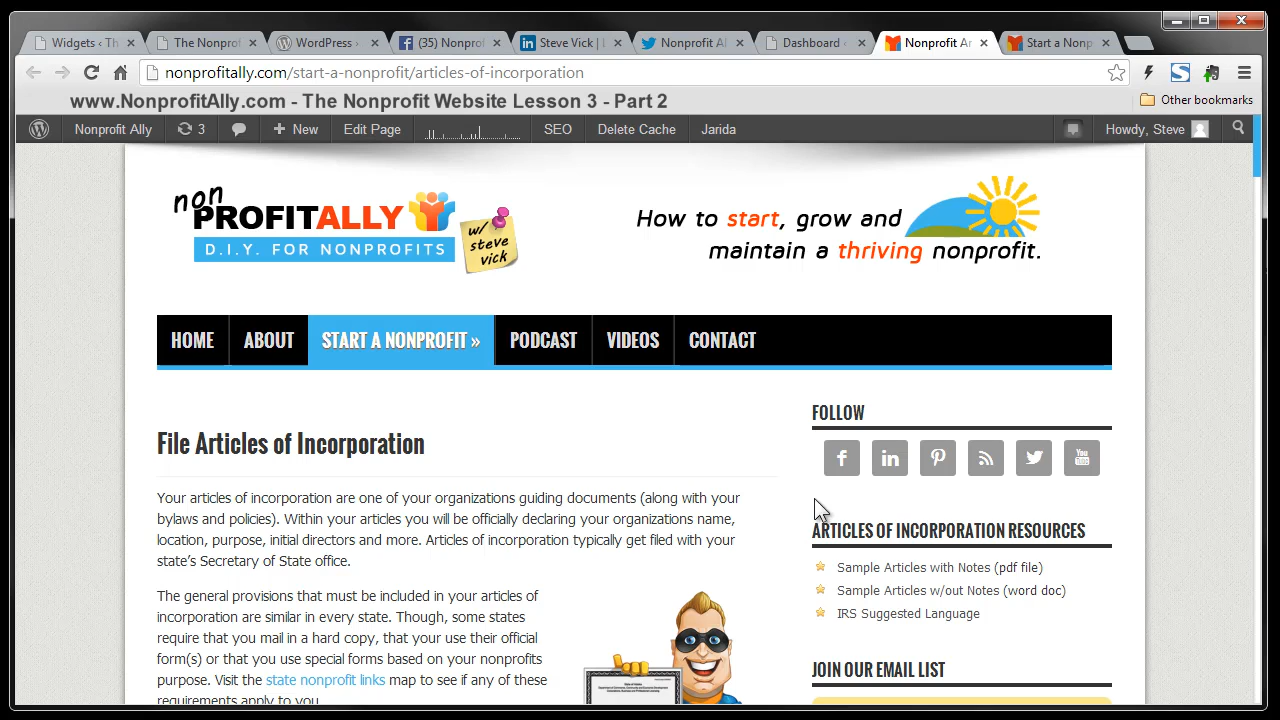 Widgets ‹ Th
The Nonprof
WordPress ›
(35) Nonprof
Steve Vick | l
Nonprofit Al
Dashboard ‹
Nonprofit Ar
Start a Nonp
nonprofitally.com/start-a-nonprofit/articles-of-incorporation
www.NonprofitAlly.com - The Nonprofit Website Lesson 3 - Part 2
Other bookmarks
Nonprofit Ally 3 + New Edit Page SEO Delete Cache Jarida Howdy, Steve
non
PROFITALLY
D.I.Y. FOR NONPROFITS
w/
steve
vick
How to start, grow and
maintain a thriving nonprofit.
HOME ABOUT START A NONPROFIT » PODCAST VIDEOS CONTACT
File Articles of Incorporation
Your articles of incorporation are one of your organizations guiding documents (along with your
bylaws and policies). Within your articles you will be officially declaring your organizations name,
location, purpose, initial directors and more. Articles of incorporation typically get filed with your
state's Secretary of State office.
The general provisions that must be included in your articles of
incorporation are similar in every state. Though, some states
require that you mail in a hard copy, that your use their official
form(s) or that you use special forms based on your nonprofits
purpose. Visit the state nonprofit links map to see if any of these
requirements apply to you.
FOLLOW
You
ARTICLES OF INCORPORATION RESOURCES
Sample Articles with Notes (pdf file)
Sample Articles w/out Notes (word doc)
IRS Suggested Language
JOIN OUR EMAIL LIST